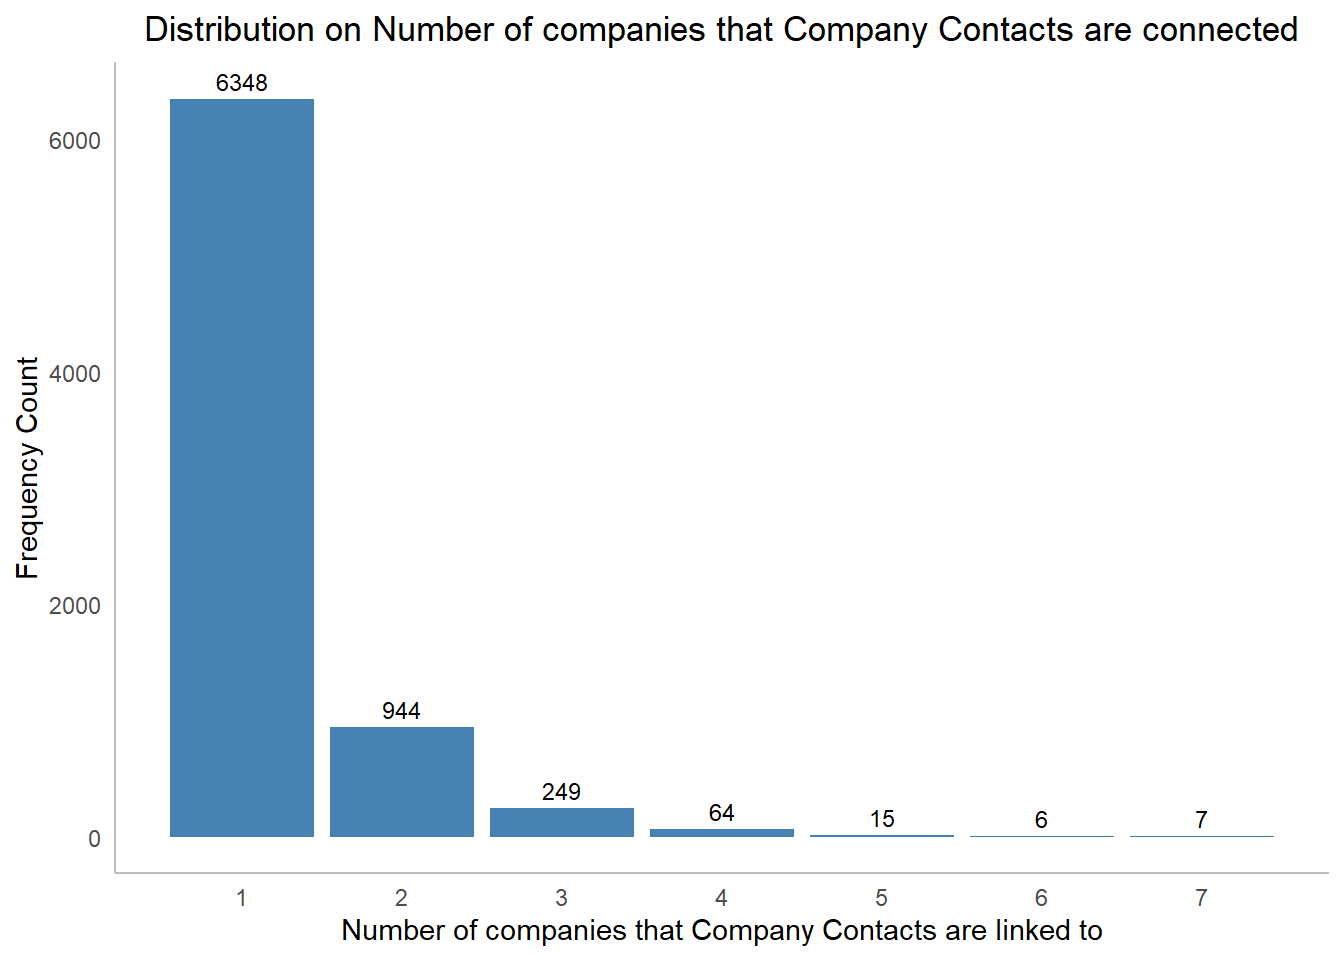 Distribution on Number of companies that Company Contacts are connected
6348
6000
4000
2000
0
944
249
64
15
6
7
1 2 3 4 5 6 7
Frequency Count
Number of companies that Company Contacts are linked to